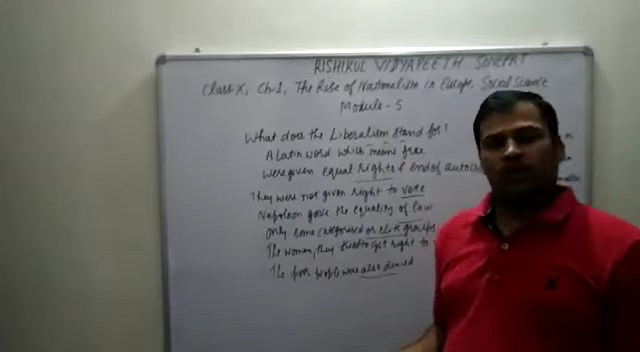 RISHIKUL VIDYAPEETH SONIPAT
Class X, Ch-1, The Rise of Nationalism in Europe, Social Science
Module - 5
What does the Liberalism stand for!
A Latin word which means free
Were given equal Rights & end of autoc
They were not given right to vote
Napoleon gave the equality of law
only some categorised or elite groups
The women, they tried to get right to
The poor people were also denied